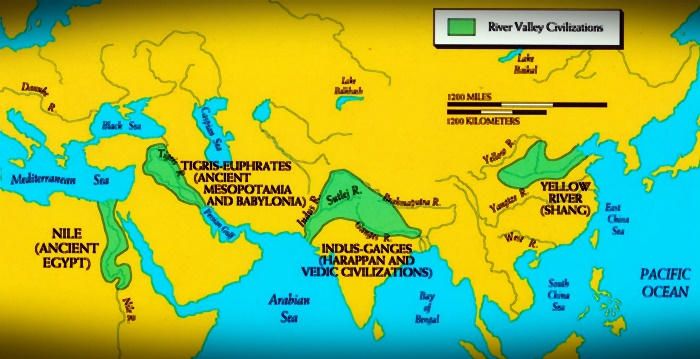 River Valley Civilizations
Lake
Baikal
Lake
Balkhash
1200 MILES
1200 KILOMETERS
Danube
R.
Black Sea
Caspian Sea
Mediterranean Sea
Tigris R.
TIGRIS-EUPHRATES
(ANCIENT
MESOPOTAMIA
AND BABYLONIA)
Persian Gulf
Indus R.
Sutlej R.
Brahmaputra R.
Ganges R.
INDUS-GANGES
(HARAPPAN AND
VEDIC CIVILIZATIONS)
Yellow R.
YELLOW
RIVER
(SHANG)
Yangtze R.
West R.
East
China
Sea
NILE
(ANCIENT
EGYPT)
Nile
Arabian
Sea
Bay
of
Bengal
South
China
Sea
PACIFIC
OCEAN